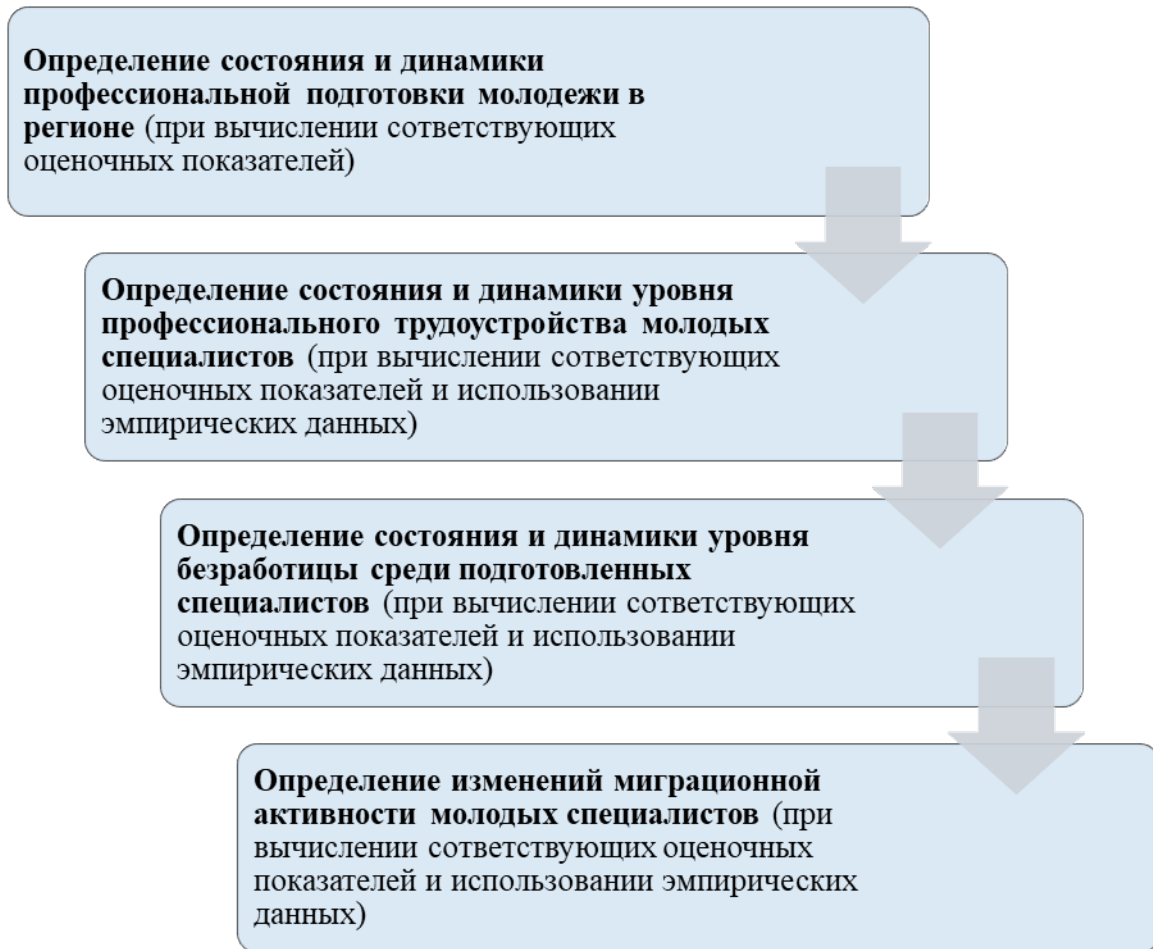 Определение состояния и динамики
профессиональной подготовки молодежи в
регионе (при вычислении сответствующих
оценочных показателей)
Определение состояния и динамики уровня
профессионального трудоустройства молодых
специалистов (при вычислении сответствующих
оценочных показателей и использовании
эмпирических данных)
Определение состояния и динамики уровня
безработицы среди подготовленных
специалистов (при вычислении сответствующих
оценочных показателей и использовании
эмпирических данных)
Определение изменений миграционной
активности молодых специалистов (при
вычислении сответствующих оценочных
показателей и использовании эмпирических
данных)